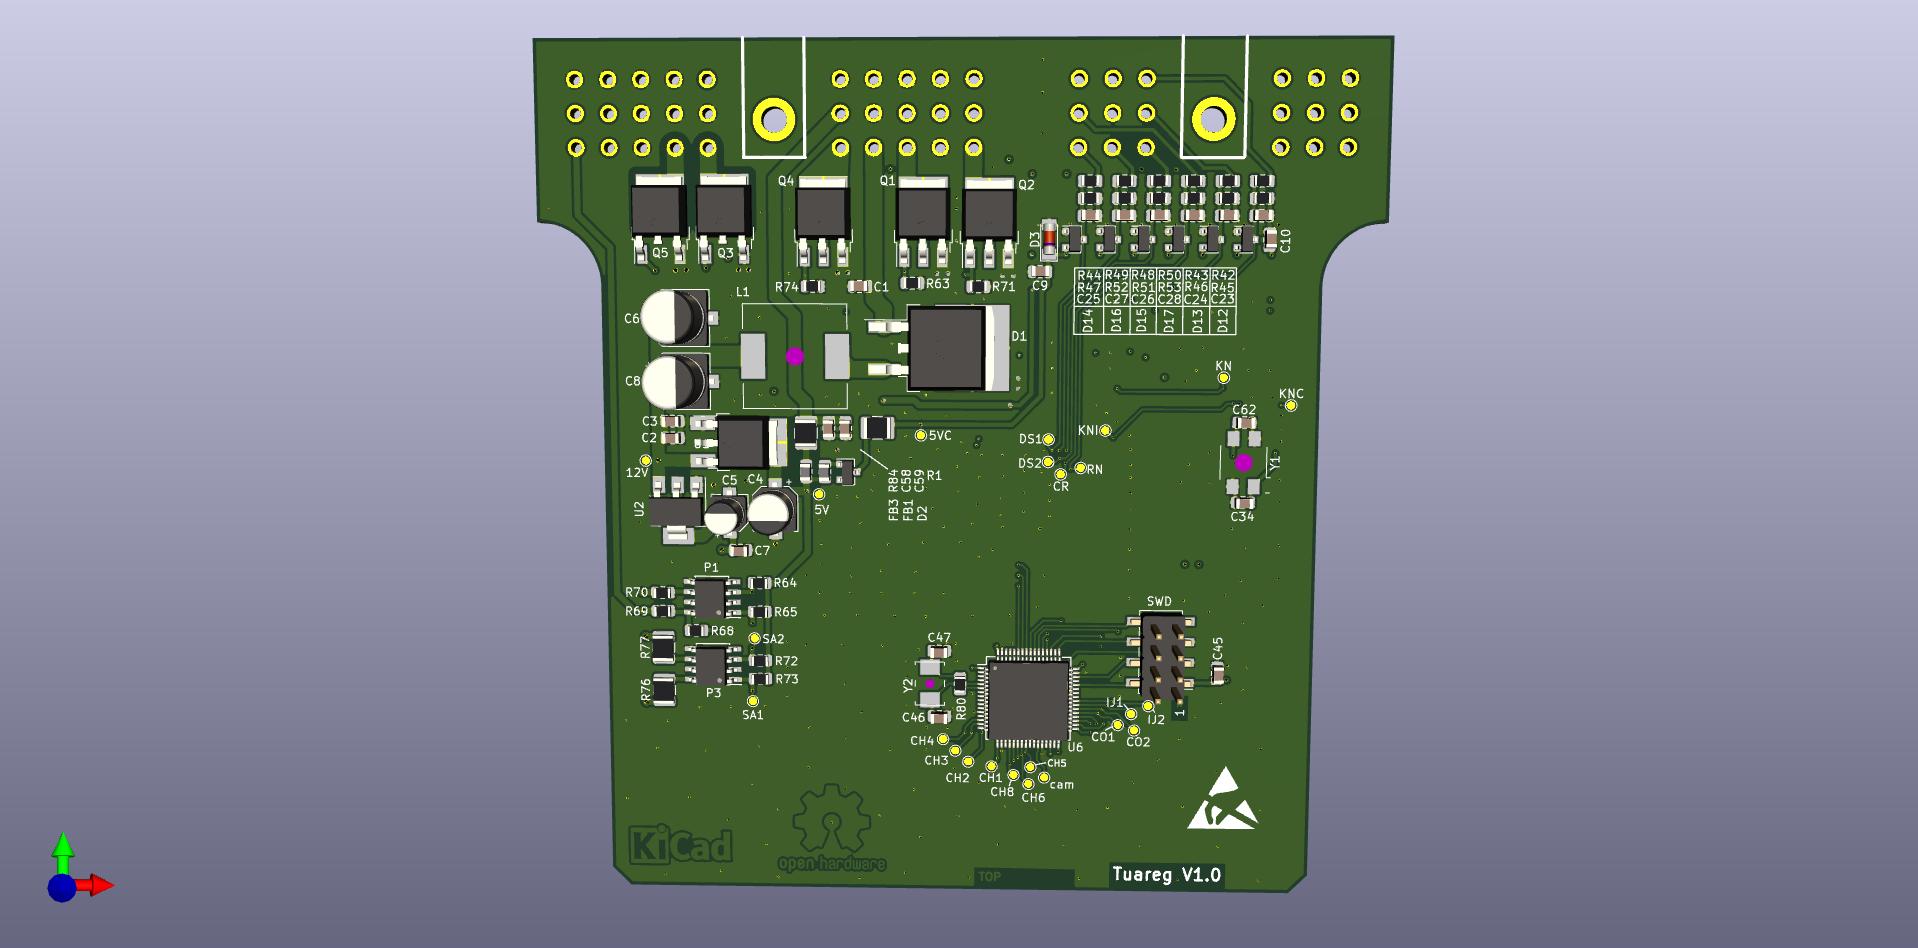 Q4
Q1
Q2
Q5
Q3
D3
C10
R74
C1
R63
R71
C9
R44 R49 R48 R50 R43 R42
R47 R52 R51 R53 R46 R45
C25 C27 C26 C28 C24 C23
D14 D16 D15 D17 D13 D12
L1
C6
D1
C8
KN
KNC
C3
C2
5VC
DS1
KNI
C62
12V
DS2
RN
CR
Y1
C5
C4
+
5V
R84 C58 C59 R1
FB3 FB1 D2
U2
C34
C7
P1
R64
R70
R69
R65
R68
SA2
SWD
R77
C47
C45
R72
R73
P3
R76
SA1
Y2
R80
C46
IJ1
IJ2
1
CO1
CO2
U6
CH4
CH3
CH2
CH1
CH5
CH8
CH6
cam
KiCad
open hardware
TOP
Tuareg V1.0